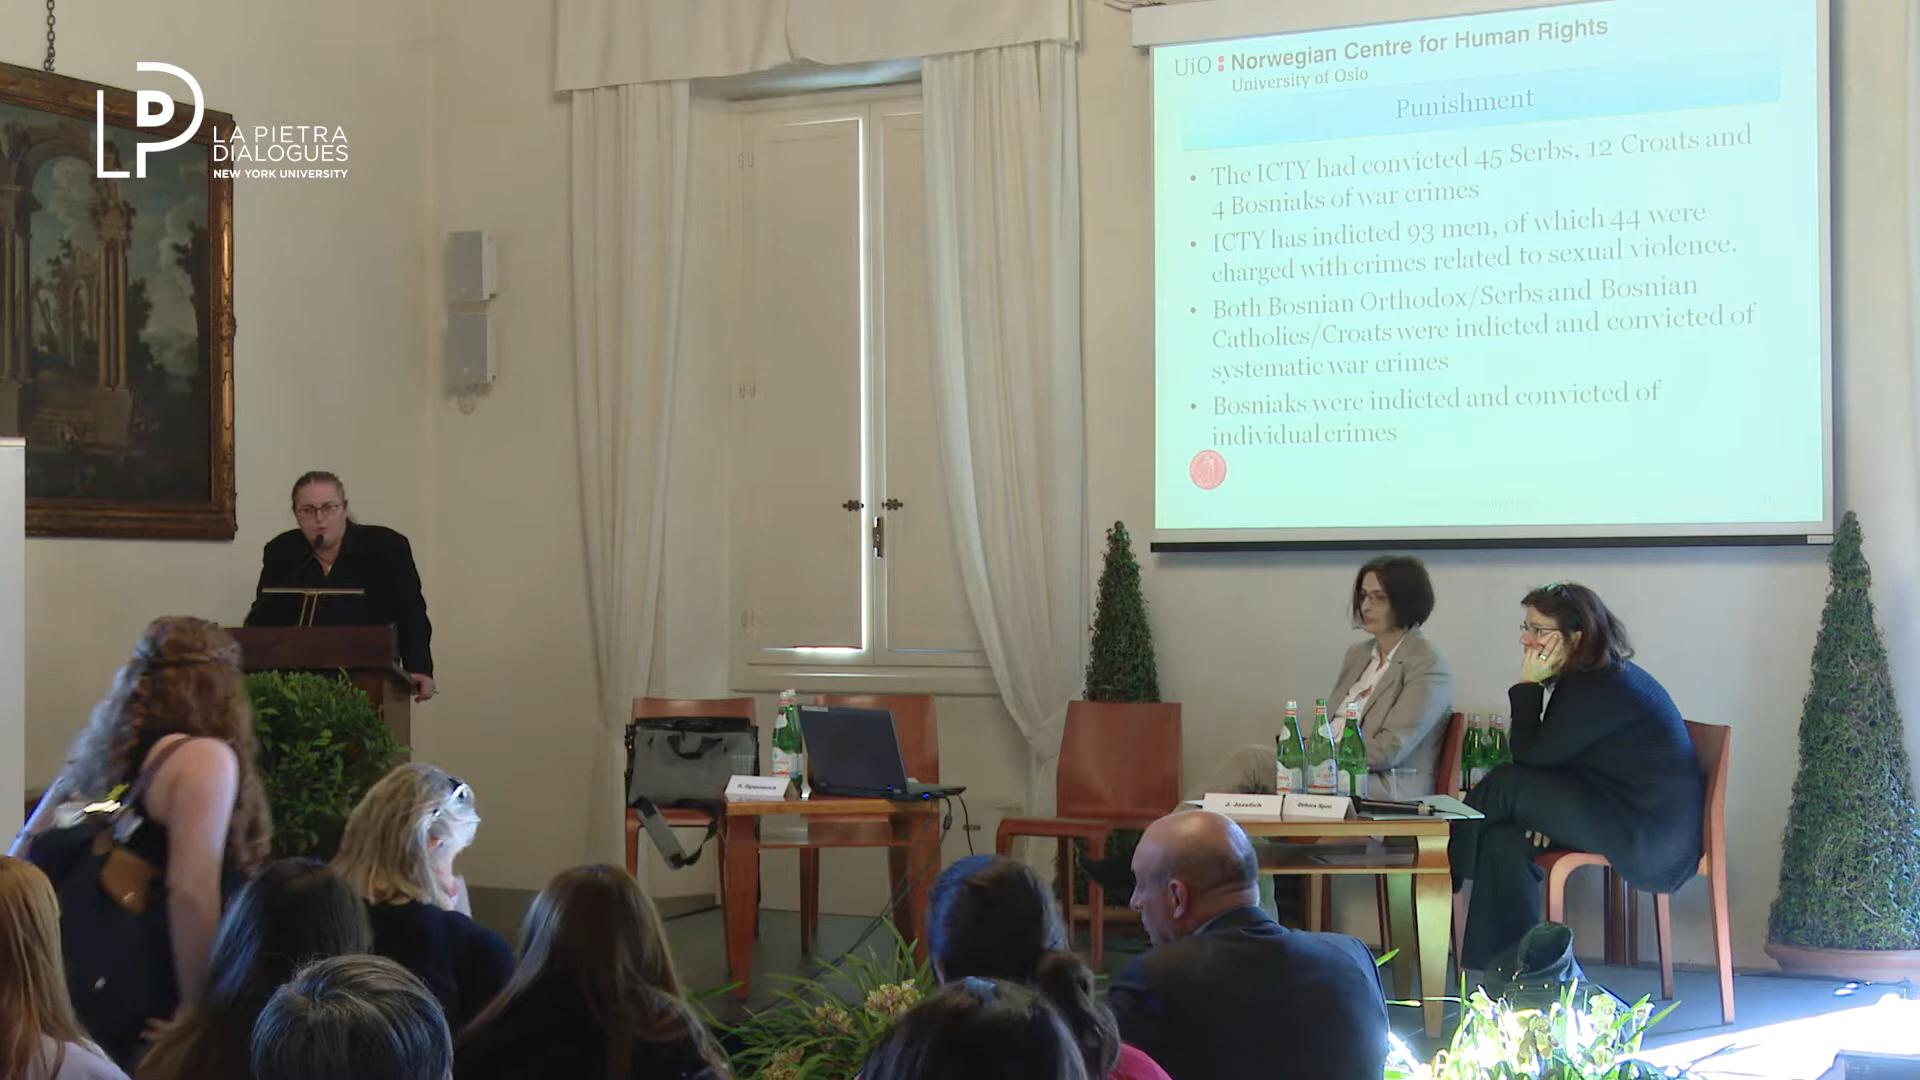 LA PIETRA
DIALOGUES
NEW YORK UNIVERSITY
UiO : Norwegian Centre for Human Rights
University of Oslo
Punishment
• The ICTY had convicted 45 Serbs, 12 Croats and
4 Bosniaks of war crimes
• ICTY has indicted 93 men, of which 44 were
charged with crimes related to sexual violence.
• Both Bosnian Orthodox/Serbs and Bosnian
Catholics/Croats were indicted and convicted of
systematic war crimes
• Bosniaks were indicted and convicted of
individual crimes
J. Jozelich
Debora Spini